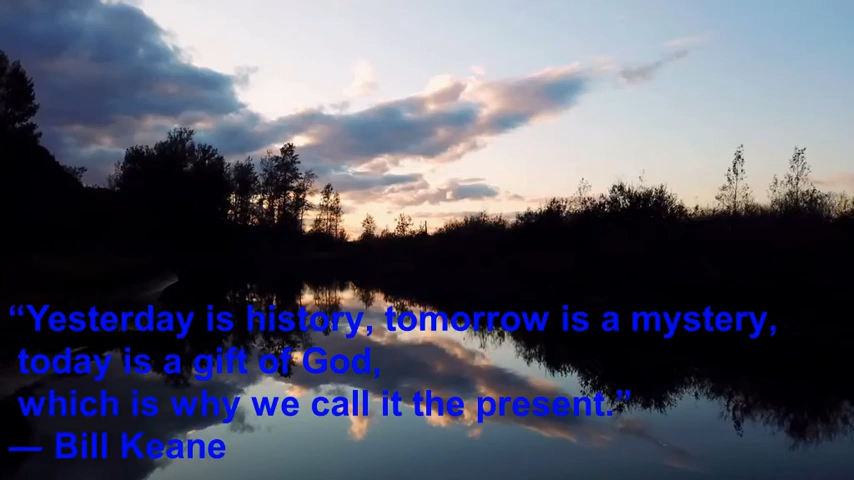 “Yesterday is history, tomorrow is a mystery,
today is a gift of God,
which is why we call it the present.”
— Bill Keane